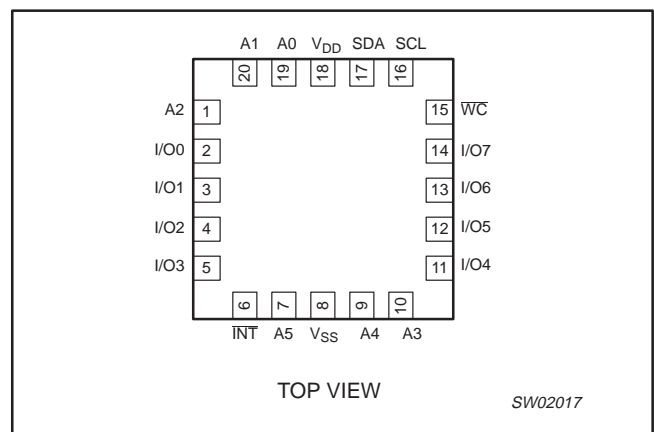 A1 A0 VDD SDA SCL
20 19 18 17 16
A2 1 15 W̅C̅
I/O0 2 14 I/O7
I/O1 3 13 I/O6
I/O2 4 12 I/O5
I/O3 5 11 I/O4
6 7 8 9 10
I̅N̅T̅ A5 VSS A4 A3
TOP VIEW
SW02017